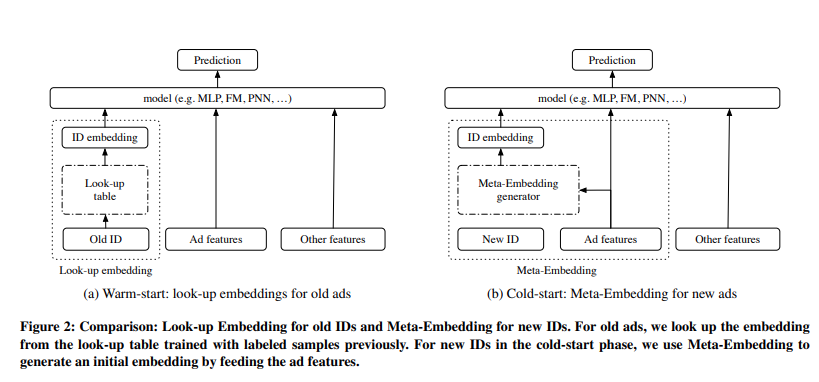 Prediction
model (e.g. MLP, FM, PNN, …)
ID embedding
Look-up
table
Old ID
Ad features
Other features
Look-up embedding
(a) Warm-start: look-up embeddings for old ads
Prediction
model (e.g. MLP, FM, PNN, …)
ID embedding
Meta-Embedding
generator
New ID
Ad features
Other features
Meta-Embedding
(b) Cold-start: Meta-Embedding for new ads
Figure 2: Comparison: Look-up Embedding for old IDs and Meta-Embedding for new IDs. For old ads, we look up the embedding
from the look-up table trained with labeled samples previously. For new IDs in the cold-start phase, we use Meta-Embedding to
generate an initial embedding by feeding the ad features.